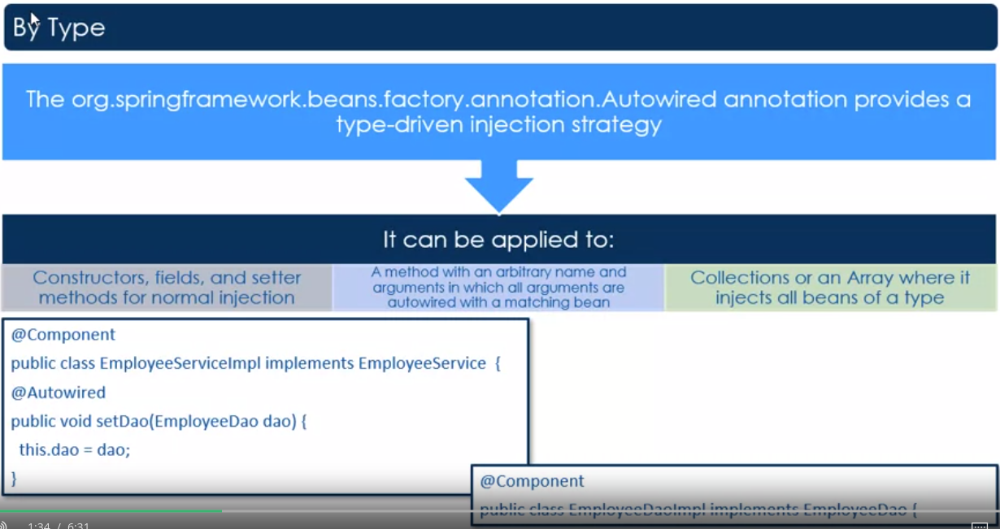 By Type
The org.springframework.beans.factory.annotation.Autowired annotation provides a
type-driven injection strategy
It can be applied to:
Constructors, fields, and setter
methods for normal injection
A method with an arbitrary name and
arguments in which all arguments are
autowired with a matching bean
Collections or an Array where it
injects all beans of a type
@Component
public class EmployeeServiceImpl implements EmployeeService {
@Autowired
public void setDao(EmployeeDao dao) {
this.dao = dao;
}
@Component
public class EmployeeDaoImpl implements EmployeeDao {
1:34 / 6:31